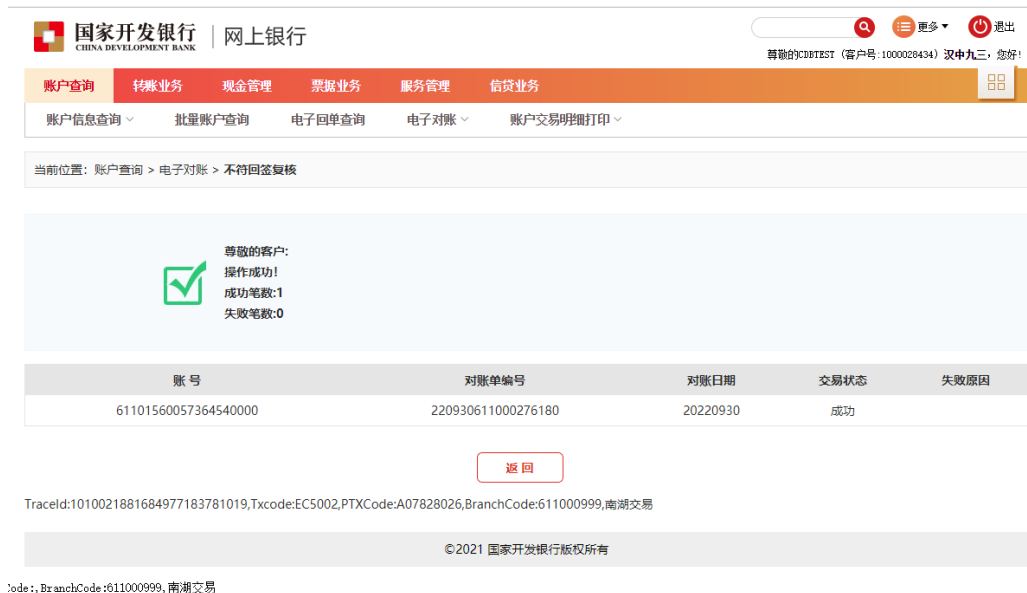 国家开发银行
CHINA DEVELOPMENT BANK
网上银行
更多
退出
尊敬的CDBTEST（客户号:1000028434）汉中九三，您好!
账户查询 转账业务 现金管理 票据业务 服务管理 信贷业务
账户信息查询 批量账户查询 电子回单查询 电子对账 账户交易明细打印
当前位置：账户查询 > 电子对账 > 不符回签复核
尊敬的客户:
操作成功!
成功笔数:1
失败笔数:0
账 号 对账单编号 对账日期 交易状态 失败原因
61101560057364540000 220930611000276180 20220930 成功
返 回
TraceId:1010021881684977183781019,Txcode:EC5002,PTXCode:A07828026,BranchCode:611000999,南湖交易
©2021 国家开发银行版权所有
Code:,BranchCode:611000999,南湖交易